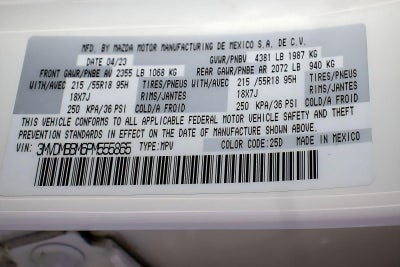 MFD. BY MAZDA MOTOR MANUFACTURING DE MEXICO S.A. DE C.V.
DATE 04/23 GVWR/PNBV 4381 LB 1987 KG
FRONT GAWR/PNBE AV 2355 LB 1068 KG REAR GAWR/PNBE AR 2072 LB 940 KG
WITH/AVEC 215/55R18 95H TIRES/PNEUS WITH/AVEC 215/55R18 95H TIRES/PNEUS
18X7J RIMS/JANTES 18X7J RIMS/JANTES
250 KPA/36 PSI COLD/A FROID 250 KPA/36 PSI COLD/A FROID
THIS VEHICLE CONFORMS TO ALL APPLICABLE FEDERAL MOTOR VEHICLE SAFETY AND THEFT
PREVENTION STANDARDS IN EFFECT ON THE DATE OF MANUFACTURE SHOWN ABOVE.
VIN: 3MVDMBBM6PM555865 TYPE:MPV COLOR CODE:25D MADE IN MEXICO